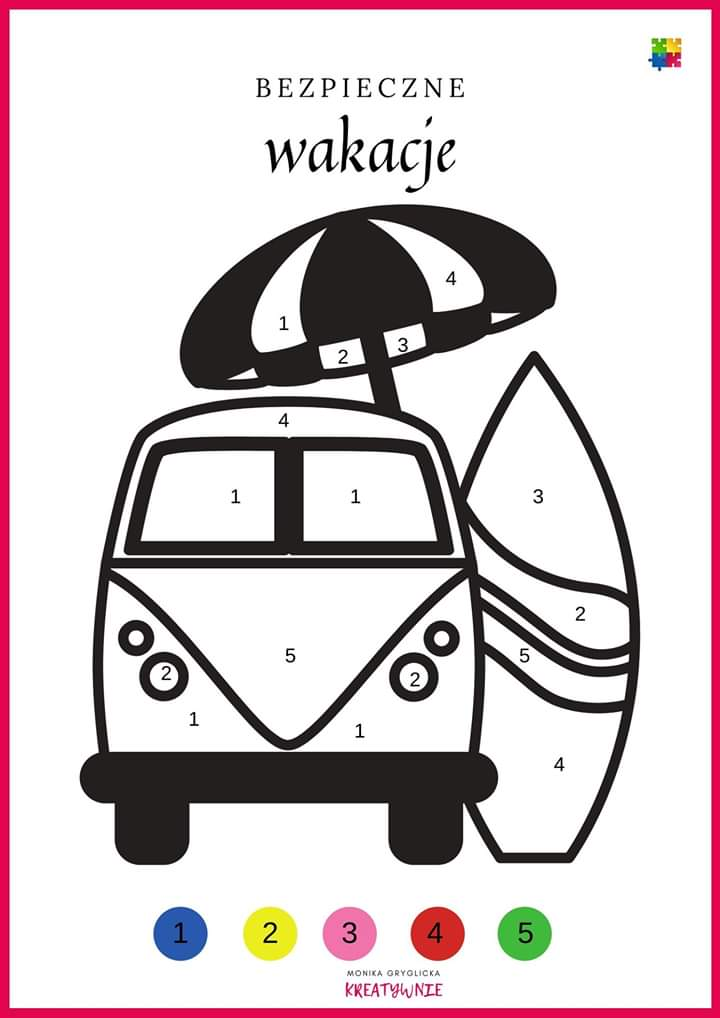 BEZPIECZNE
wakacje
4
1
2 3
4
1 1 3
2
5 5
2 2
1 1
4
1 2 3 4 5
MONIKA GRYGLICKA
KREATYWNIE